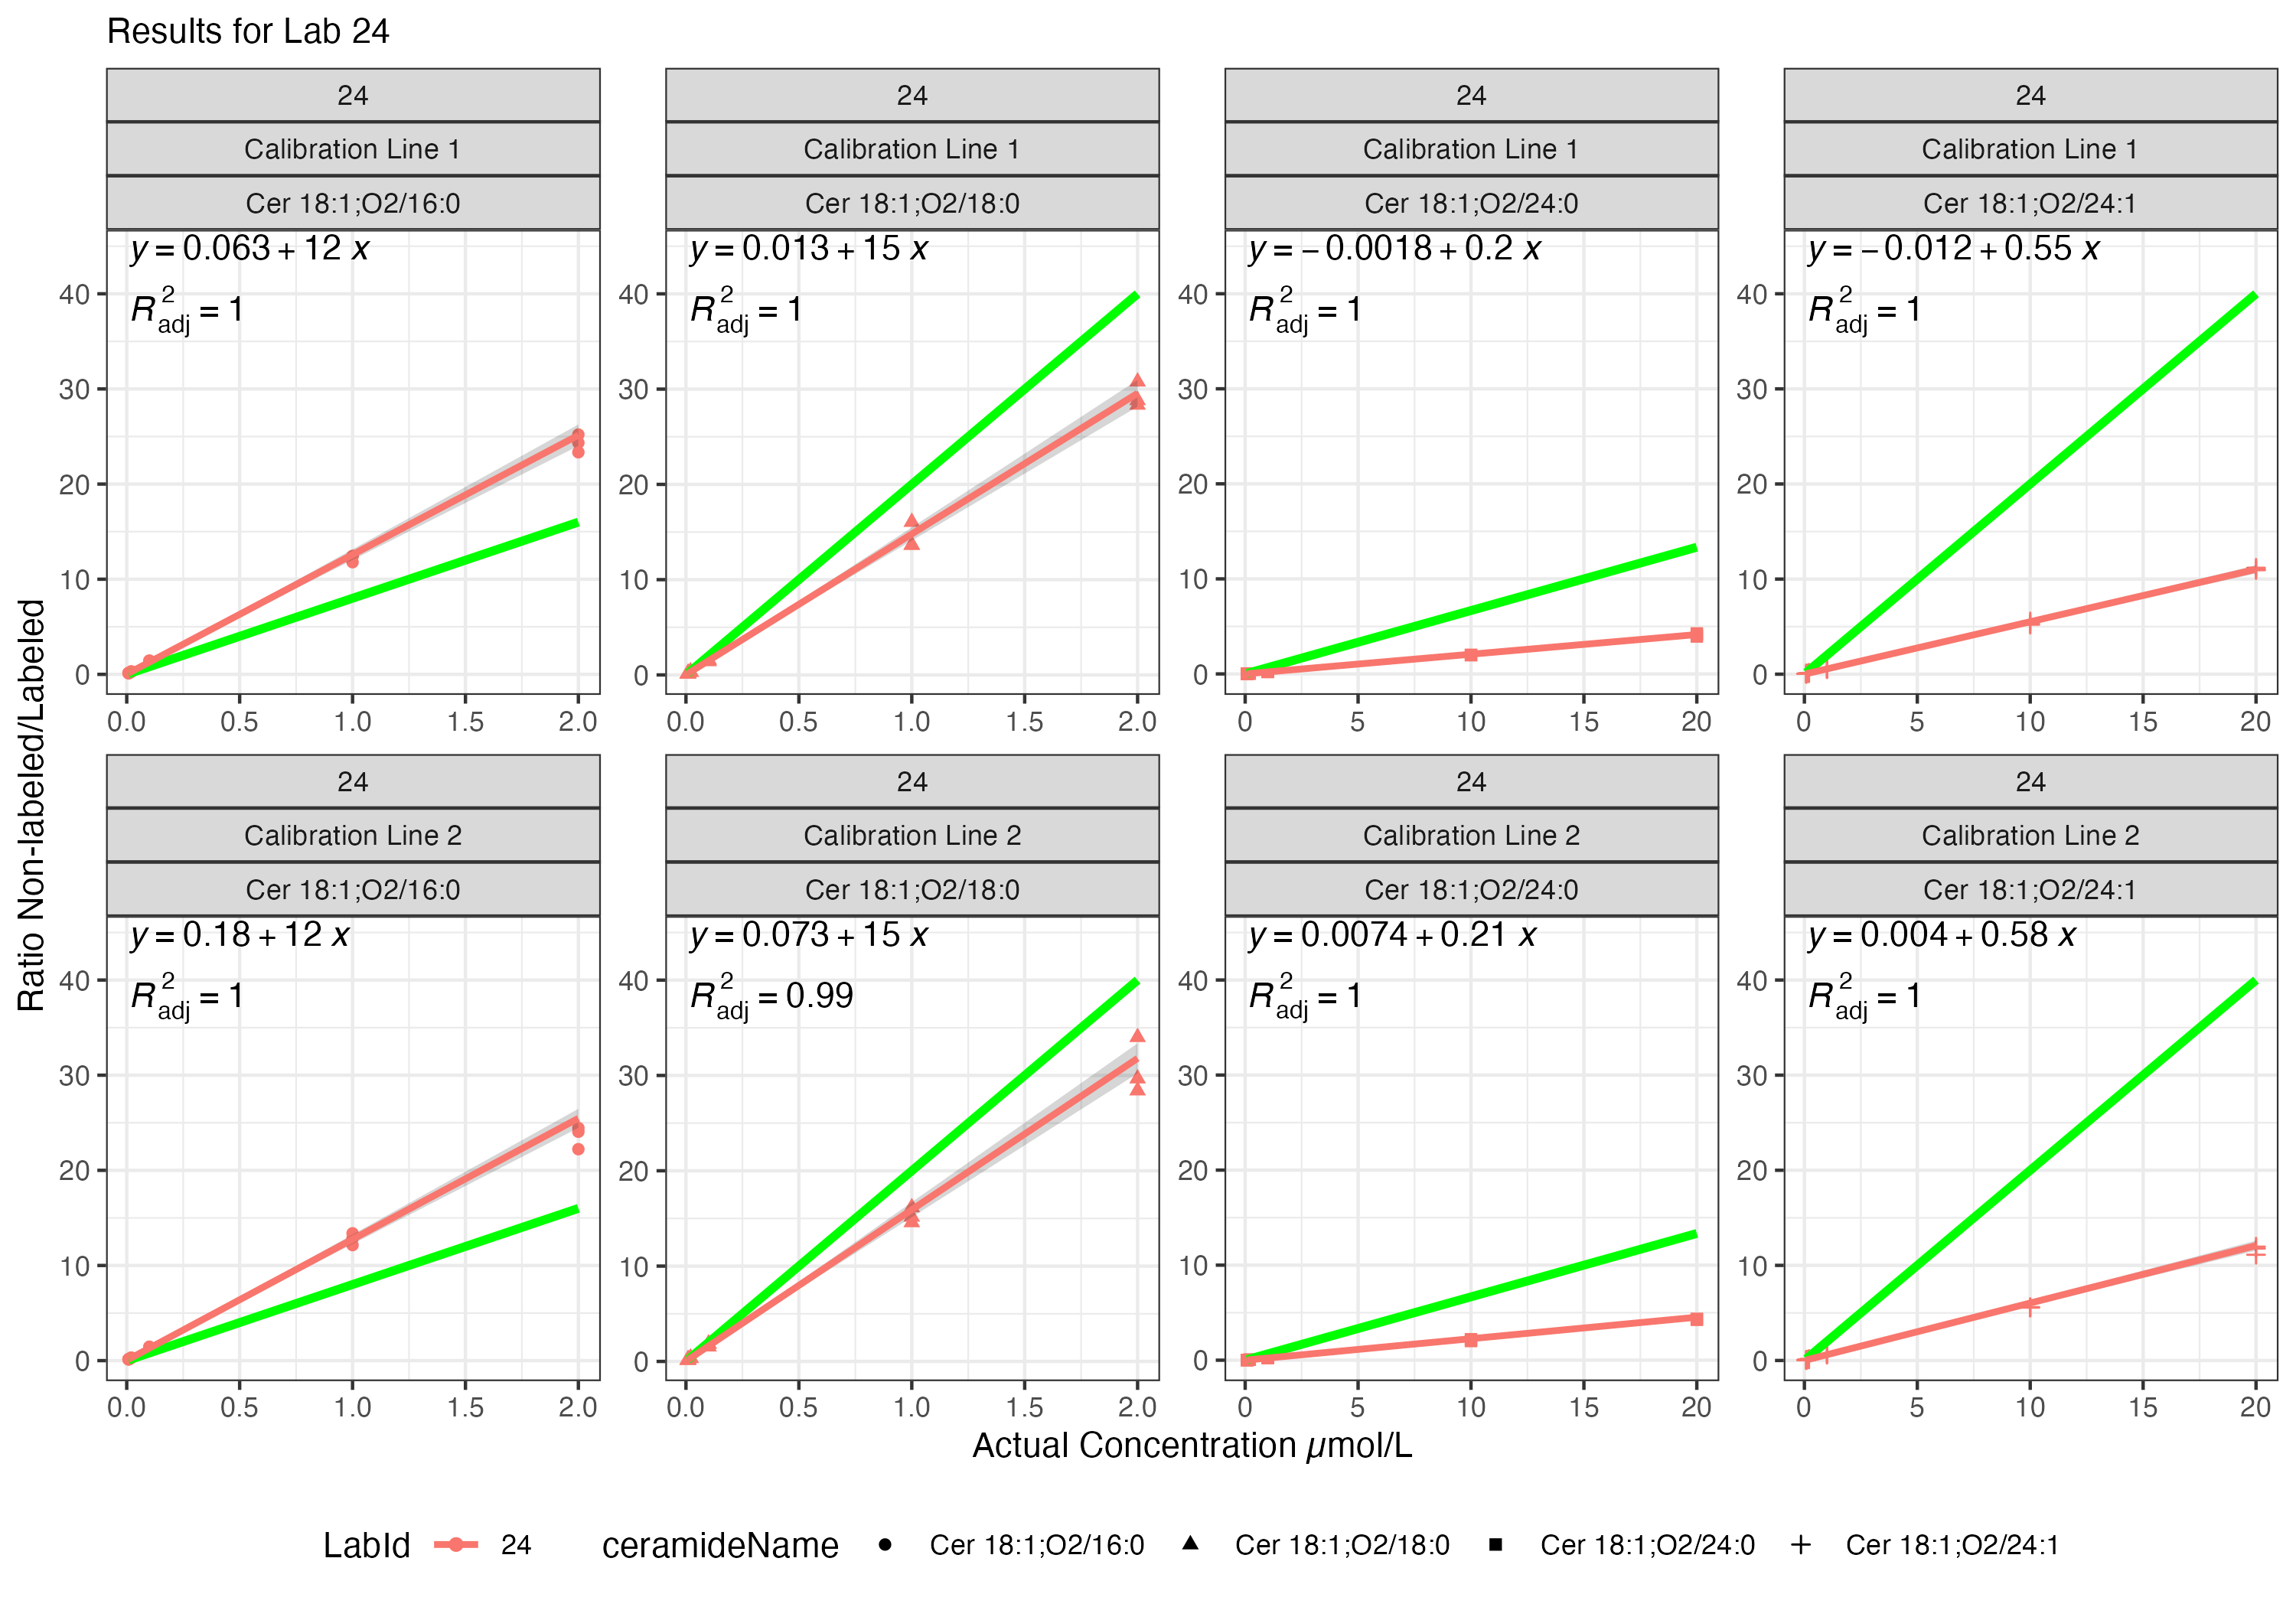 Results for Lab 24
24
24
24
24
Calibration Line 1
Calibration Line 1
Calibration Line 1
Calibration Line 1
Cer 18:1;O2/16:0
Cer 18:1;O2/18:0
Cer 18:1;O2/24:0
Cer 18:1;O2/24:1
y = 0.063 + 12 x
R²adj = 1
40
30
20
10
0
0.0 0.5 1.0 1.5 2.0
y = 0.013 + 15 x
R²adj = 1
40
30
20
10
0
0.0 0.5 1.0 1.5 2.0
y = −0.0018 + 0.2 x
R²adj = 1
40
30
20
10
0
0 5 10 15 20
y = −0.012 + 0.55 x
R²adj = 1
40
30
20
10
0
0 5 10 15 20
Ratio Non-labeled/Labeled
24
24
24
24
Calibration Line 2
Calibration Line 2
Calibration Line 2
Calibration Line 2
Cer 18:1;O2/16:0
Cer 18:1;O2/18:0
Cer 18:1;O2/24:0
Cer 18:1;O2/24:1
y = 0.18 + 12 x
R²adj = 1
40
30
20
10
0
0.0 0.5 1.0 1.5 2.0
y = 0.073 + 15 x
R²adj = 0.99
40
30
20
10
0
0.0 0.5 1.0 1.5 2.0
y = 0.0074 + 0.21 x
R²adj = 1
40
30
20
10
0
0 5 10 15 20
y = 0.004 + 0.58 x
R²adj = 1
40
30
20
10
0
0 5 10 15 20
Actual Concentration µmol/L
LabId 24 ceramideName Cer 18:1;O2/16:0 Cer 18:1;O2/18:0 Cer 18:1;O2/24:0 Cer 18:1;O2/24:1